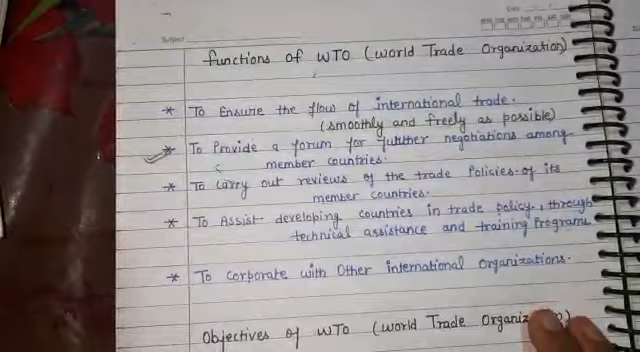 Date
Subject
functions of WTO (World Trade Organization)
* To Ensure the flow of international trade.
(smoothly and freely as possible)
* To Provide a forum for further negotiations among
member countries.
* To carry out reviews of the trade Policies of its
member countries.
* To Assist developing countries in trade policy, through
technical assistance and training Programs
* To Corporate with Other international Organizations.
Objectives of WTO (World Trade